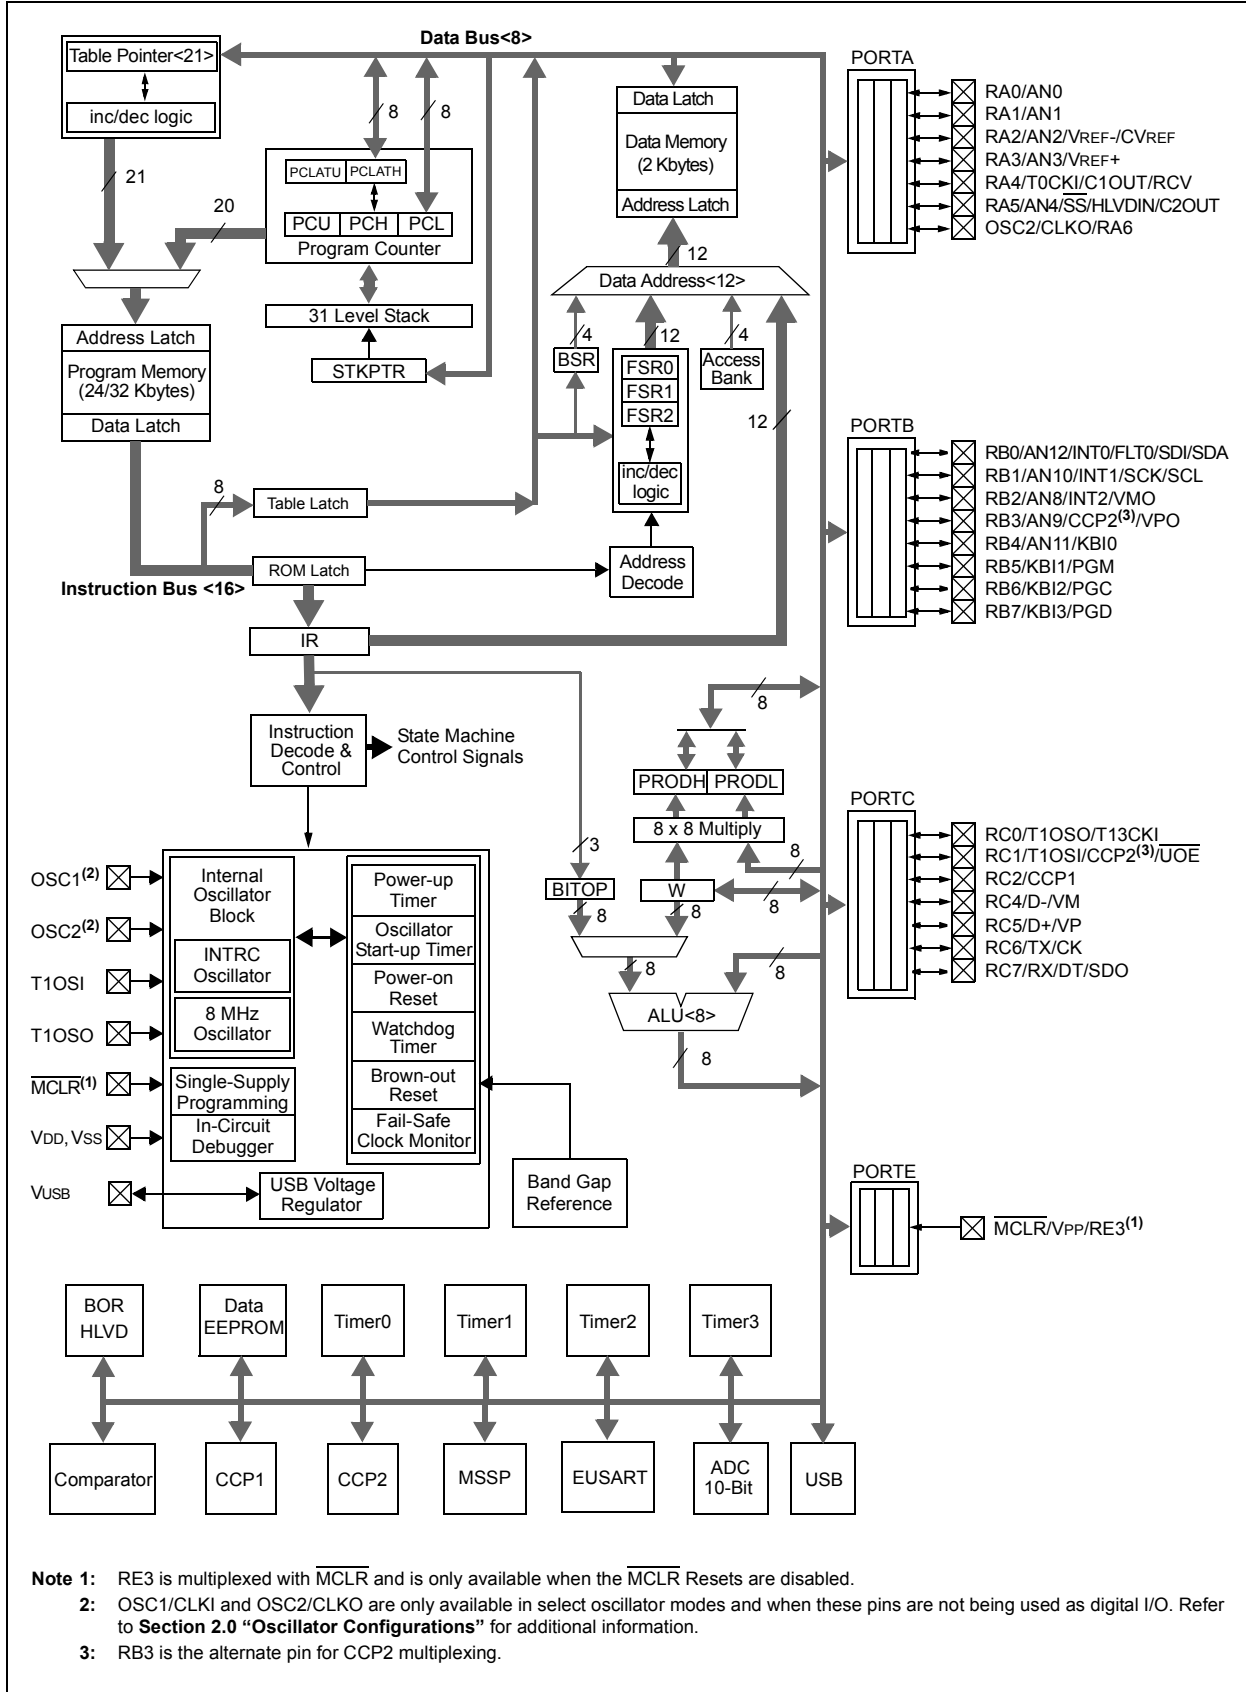 Data Bus<8>
Table Pointer<21>
inc/dec logic
21
20
8
8
PCLATU
PCLATH
PCU
PCH
PCL
Program Counter
31 Level Stack
STKPTR
Data Latch
Data Memory
(2 Kbytes)
Address Latch
12
Data Address<12>
4
12
4
BSR
FSR0
FSR1
FSR2
inc/dec
logic
Access
Bank
12
Address Latch
Program Memory
(24/32 Kbytes)
Data Latch
8
Table Latch
ROM Latch
Instruction Bus <16>
Address
Decode
IR
Instruction
Decode &
Control
State Machine
Control Signals
8
PRODH
PRODL
8 x 8 Multiply
3
8
BITOP
W
8
8
8
8
8
ALU<8>
8
OSC1(2)
OSC2(2)
T1OSI
T1OSO
MCLR(1)
VDD, VSS
VUSB
Internal
Oscillator
Block
INTRC
Oscillator
8 MHz
Oscillator
Single-Supply
Programming
In-Circuit
Debugger
USB Voltage
Regulator
Power-up
Timer
Oscillator
Start-up Timer
Power-on
Reset
Watchdog
Timer
Brown-out
Reset
Fail-Safe
Clock Monitor
Band Gap
Reference
PORTA
RA0/AN0
RA1/AN1
RA2/AN2/VREF-/CVREF
RA3/AN3/VREF+
RA4/T0CKI/C1OUT/RCV
RA5/AN4/SS/HLVDIN/C2OUT
OSC2/CLKO/RA6
PORTB
RB0/AN12/INT0/FLT0/SDI/SDA
RB1/AN10/INT1/SCK/SCL
RB2/AN8/INT2/VMO
RB3/AN9/CCP2(3)/VPO
RB4/AN11/KBI0
RB5/KBI1/PGM
RB6/KBI2/PGC
RB7/KBI3/PGD
PORTC
RC0/T1OSO/T13CKI
RC1/T1OSI/CCP2(3)/UOE
RC2/CCP1
RC4/D-/VM
RC5/D+/VP
RC6/TX/CK
RC7/RX/DT/SDO
PORTE
MCLR/VPP/RE3(1)
BOR
HLVD
Data
EEPROM
Timer0
Timer1
Timer2
Timer3
Comparator
CCP1
CCP2
MSSP
EUSART
ADC
10-Bit
USB
Note 1: RE3 is multiplexed with MCLR and is only available when the MCLR Resets are disabled.
2: OSC1/CLKI and OSC2/CLKO are only available in select oscillator modes and when these pins are not being used as digital I/O. Refer
to Section 2.0 “Oscillator Configurations” for additional information.
3: RB3 is the alternate pin for CCP2 multiplexing.